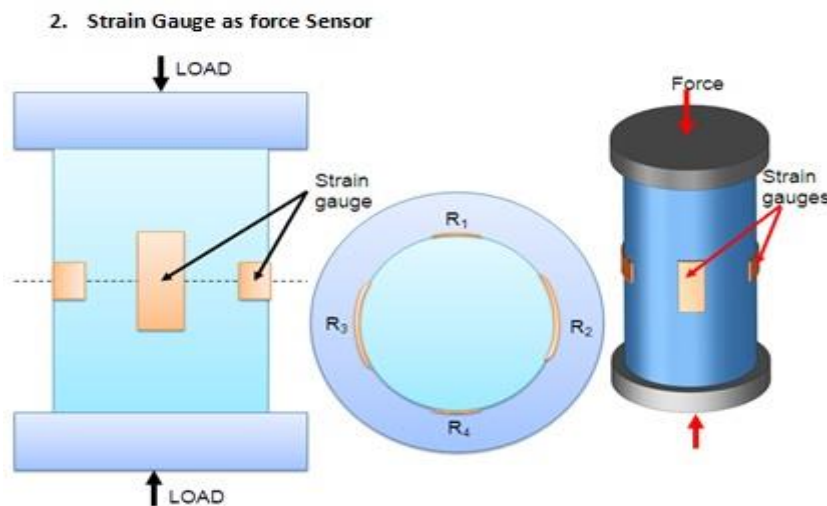 2. Strain Gauge as force Sensor
LOAD
Strain
gauge
LOAD
R₁
R₂
R₃
R₄
Force
Strain
gauges